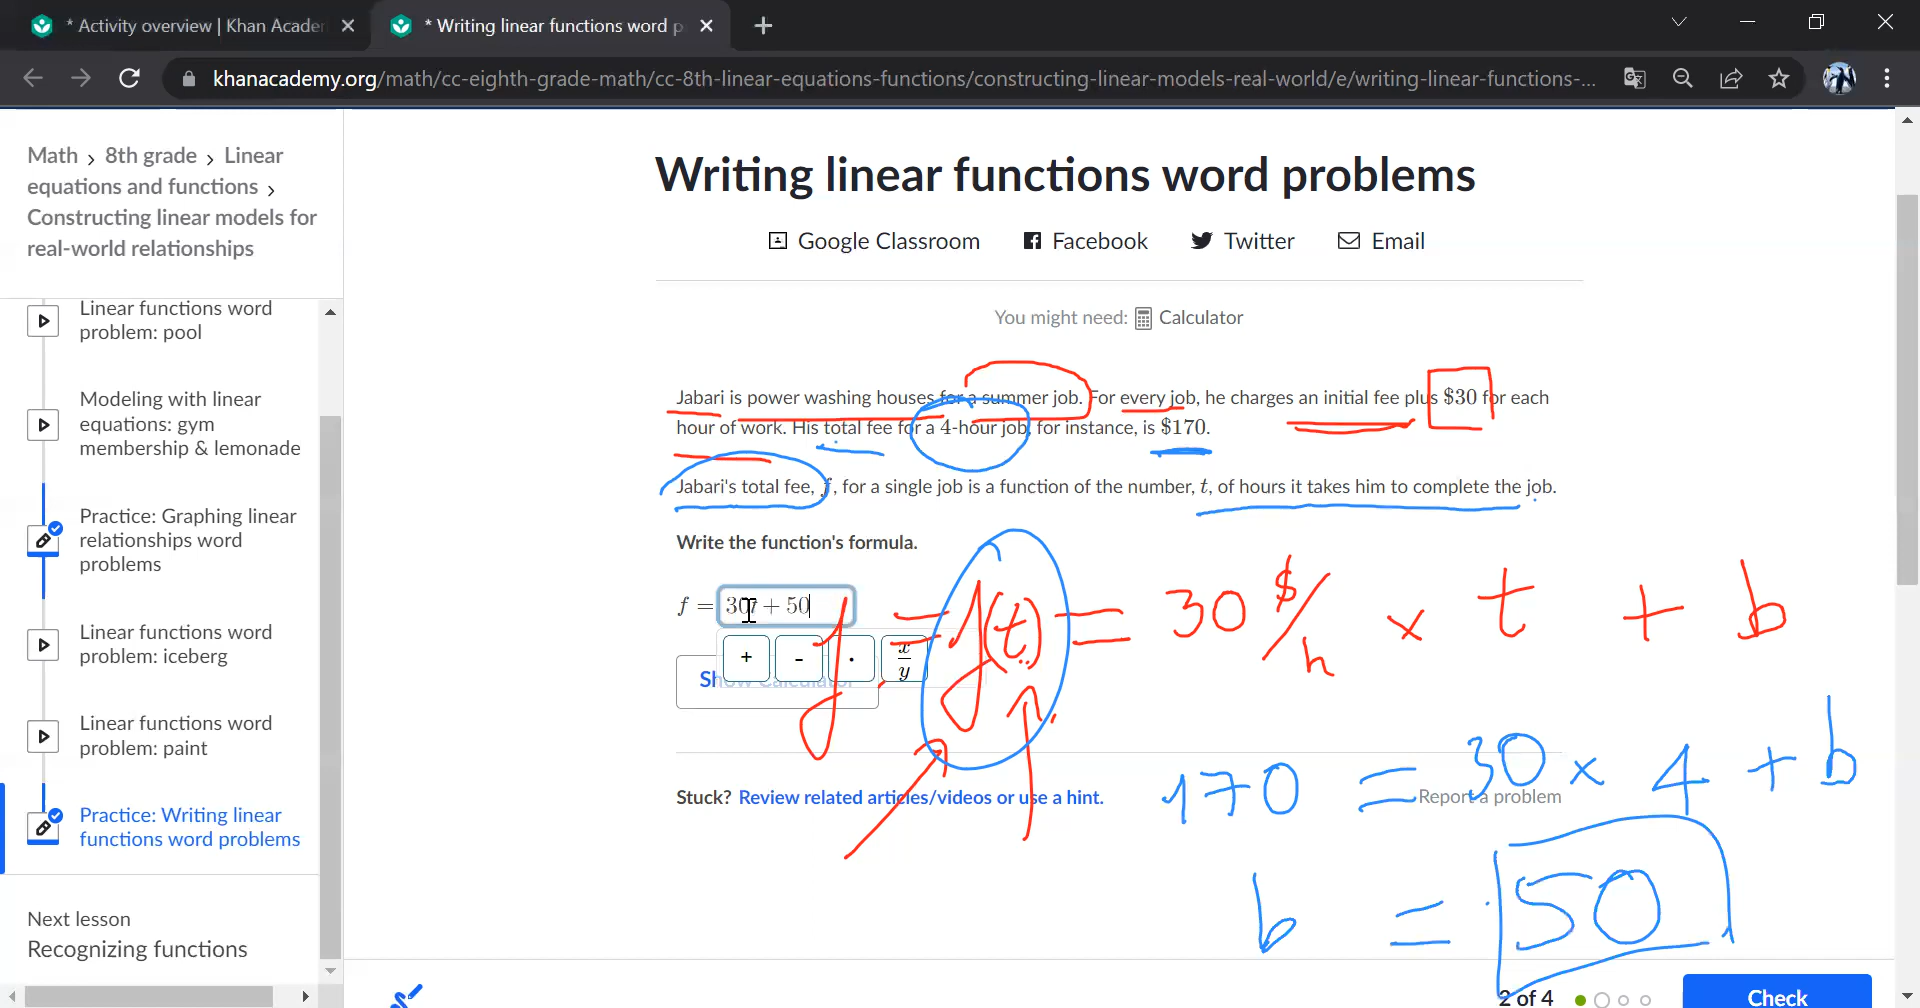 * Activity overview | Khan Acader
* Writing linear functions word p
khanacademy.org/math/cc-eighth-grade-math/cc-8th-linear-equations-functions/constructing-linear-models-real-world/e/writing-linear-functions-...
Math > 8th grade > Linear
equations and functions >
Constructing linear models for
real-world relationships
Linear functions word
problem: pool
Modeling with linear
equations: gym
membership & lemonade
Practice: Graphing linear
relationships word
problems
Linear functions word
problem: iceberg
Linear functions word
problem: paint
Practice: Writing linear
functions word problems
Next lesson
Recognizing functions
Writing linear functions word problems
Google Classroom
Facebook
Twitter
Email
You might need: Calculator
Jabari is power washing houses for a summer job. For every job, he charges an initial fee plus $30 for each
hour of work. His total fee for a 4-hour job, for instance, is $170.
Jabari's total fee, f, for a single job is a function of the number, t, of hours it takes him to complete the job.
Write the function's formula.
f = 30t + 50
+ - · x/y
Show Calculator
f = f(t) = 30 $/h × t + b
170 = 30 × 4 + b
Stuck? Review related articles/videos or use a hint.
Report a problem
b = 50
2 of 4
Check